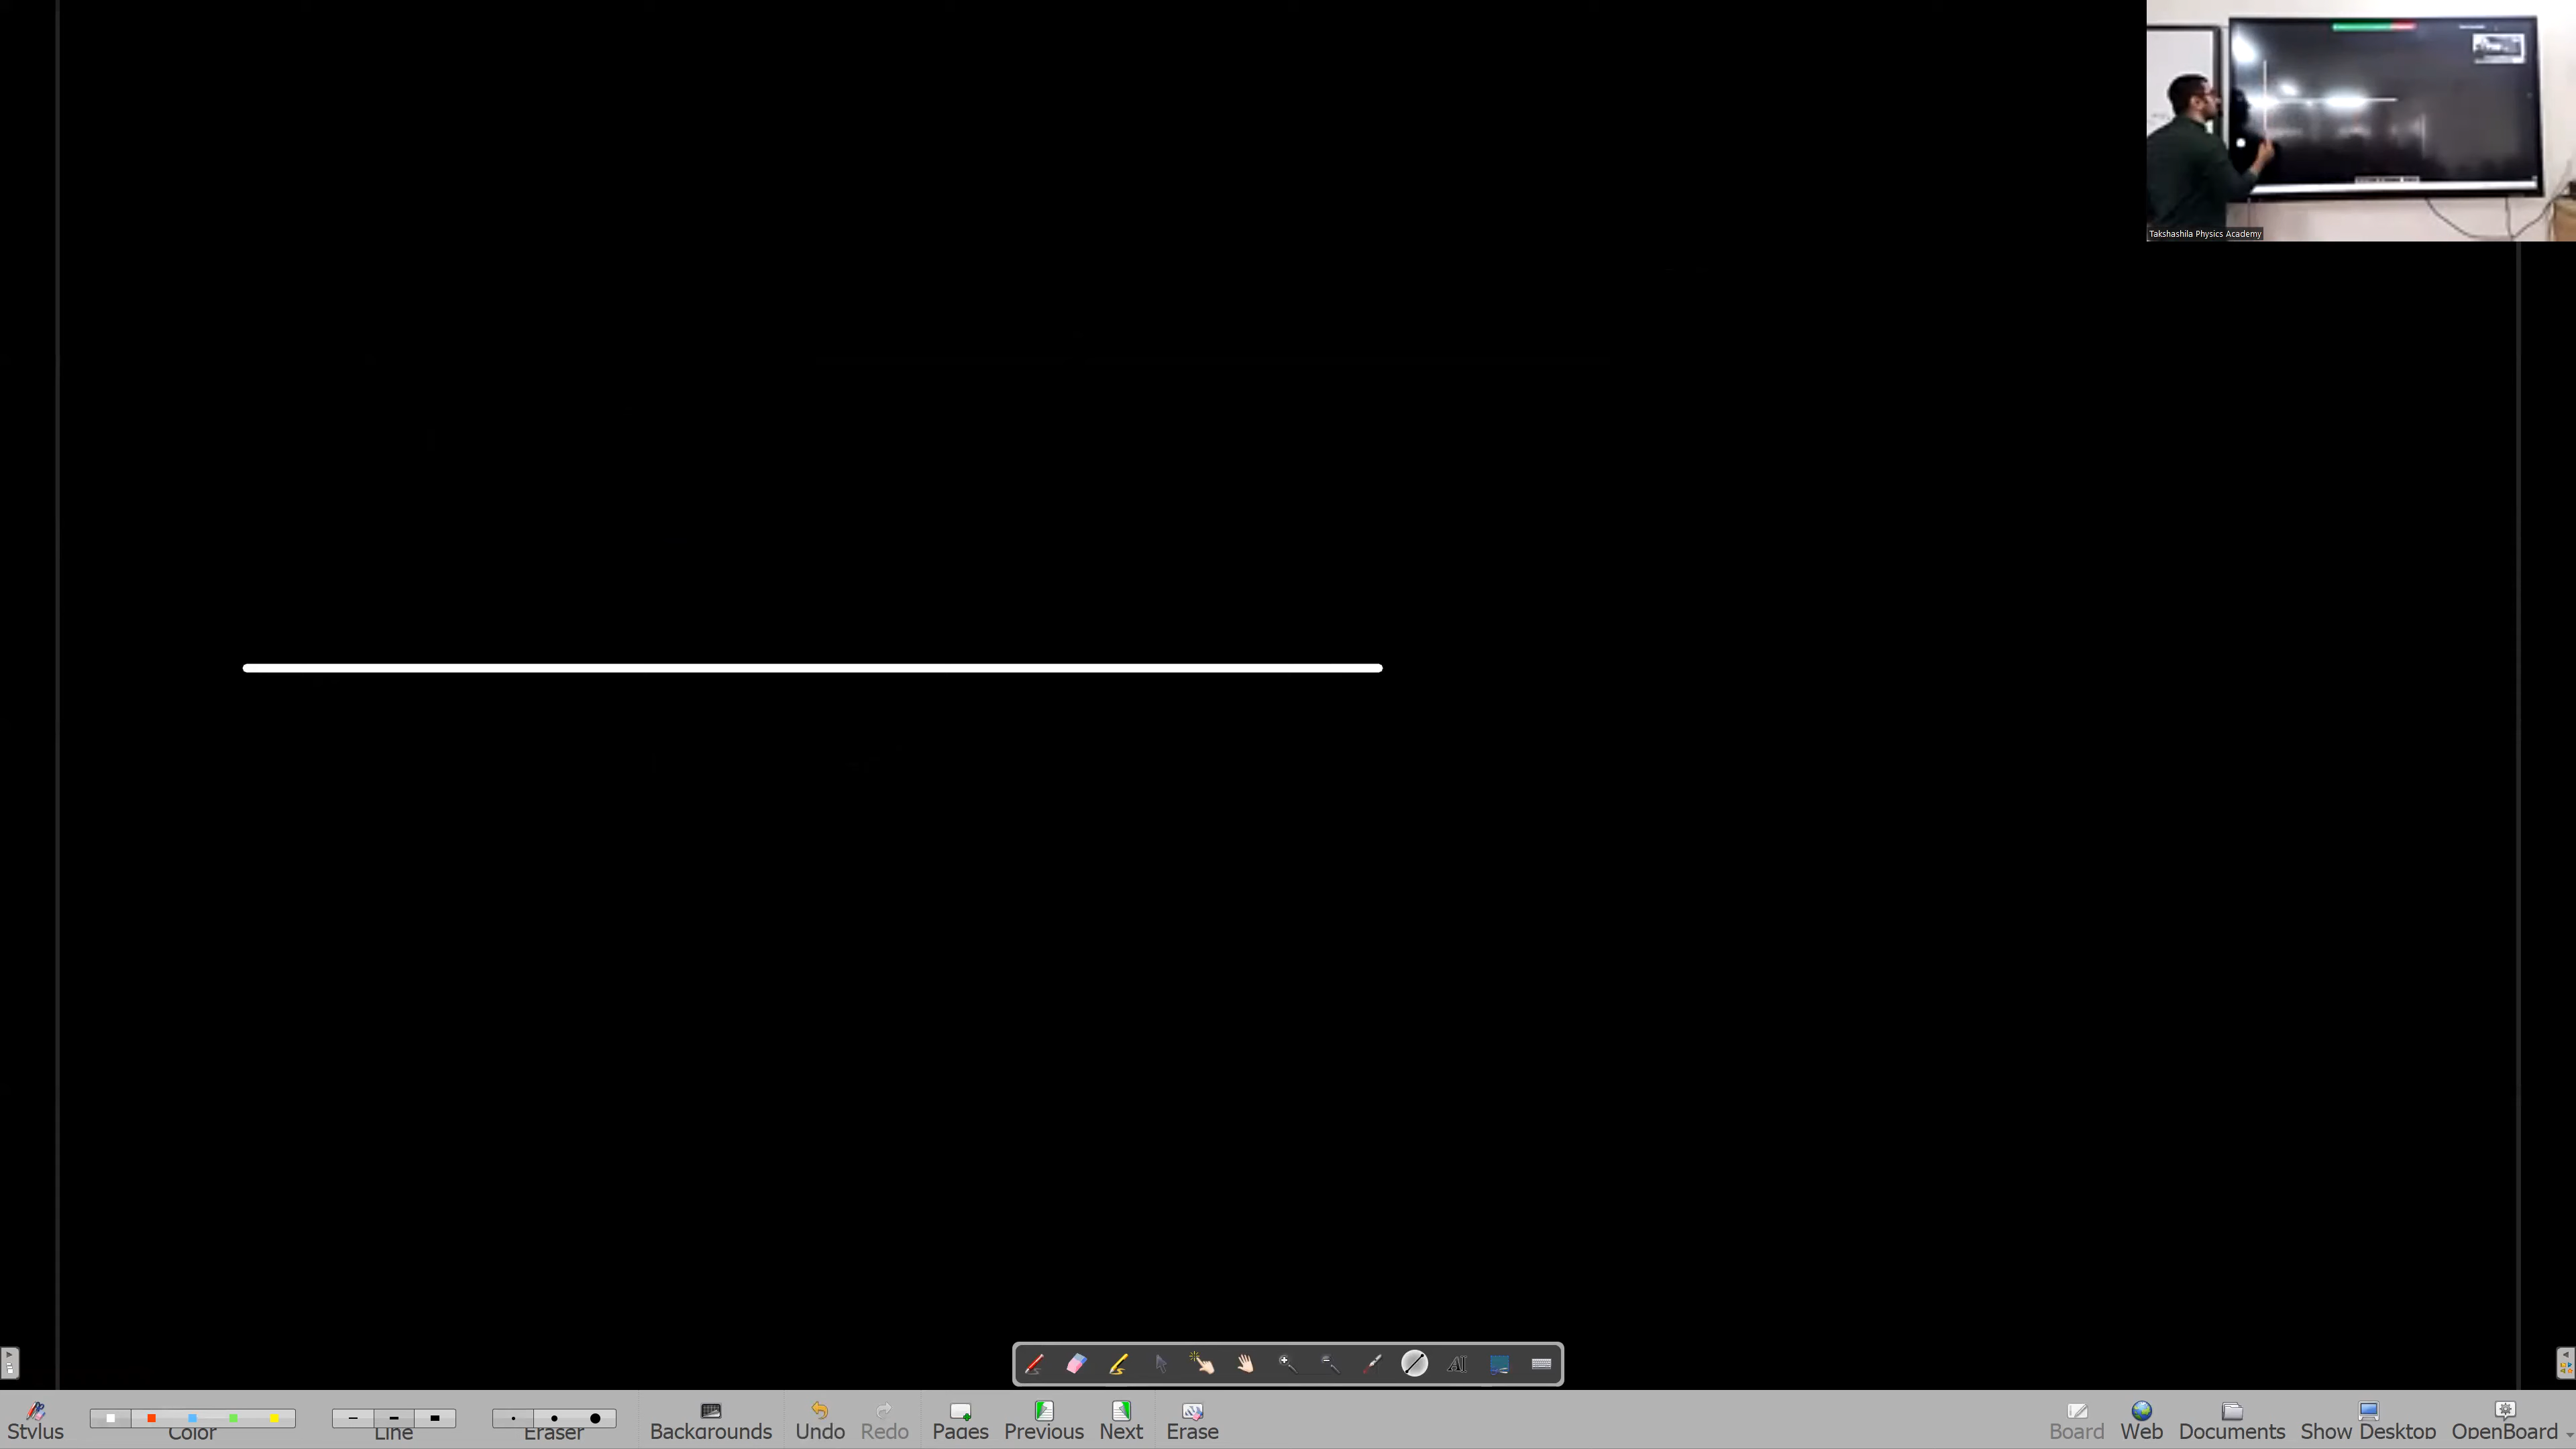 Takshashila Physics Academy
AI
Stylus
Color
Line
Eraser
Backgrounds
Undo
Redo
Pages
Previous
Next
Erase
Board
Web
Documents
Show Desktop
OpenBoard